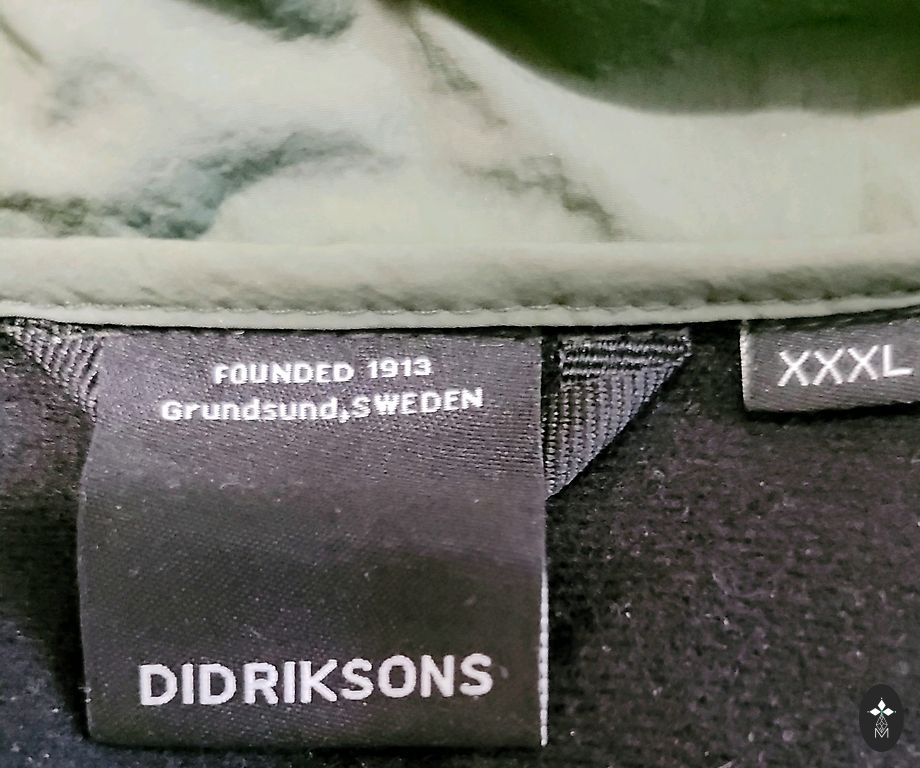 FOUNDED 1913
Grundsund,SWEDEN
XXXL
DIDRIKSONS
M